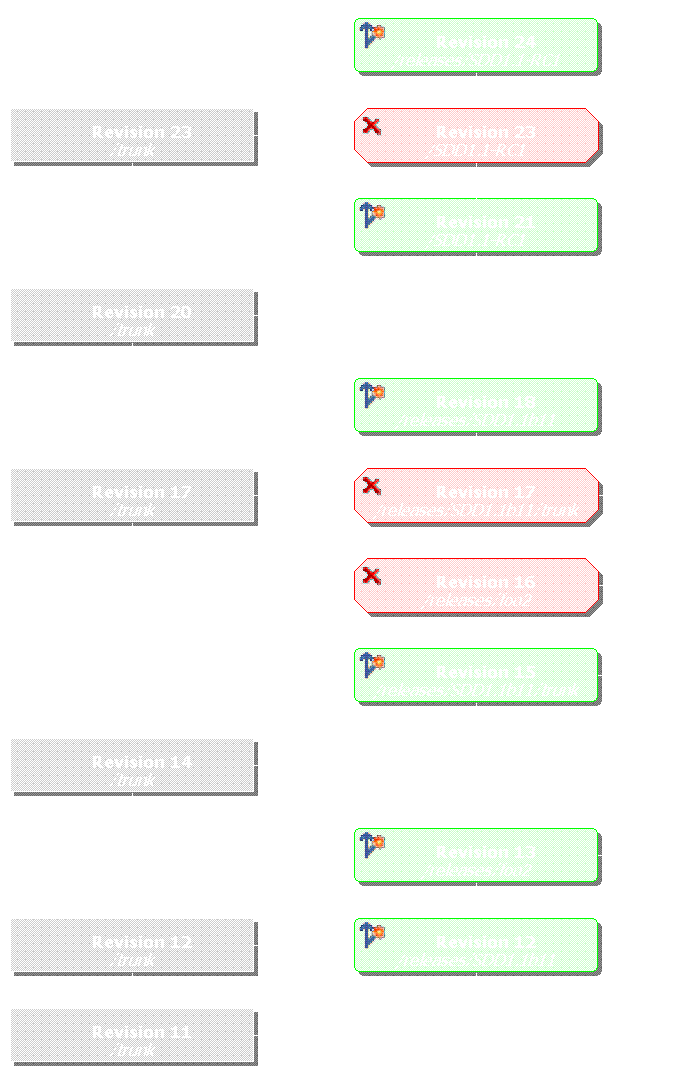 Revision 24
/releases/SDD1.1-RC1
Revision 23
/trunk
Revision 23
/SDD1.1-RC1
Revision 21
/SDD1.1-RC1
Revision 20
/trunk
Revision 18
/releases/SDD1.1b11
Revision 17
/trunk
Revision 17
/releases/SDD1.1b11/trunk
Revision 16
/releases/foo2
Revision 15
/releases/SDD1.1b11/trunk
Revision 14
/trunk
Revision 13
/releases/foo2
Revision 12
/trunk
Revision 12
/releases/SDD1.1b11
Revision 11
/trunk